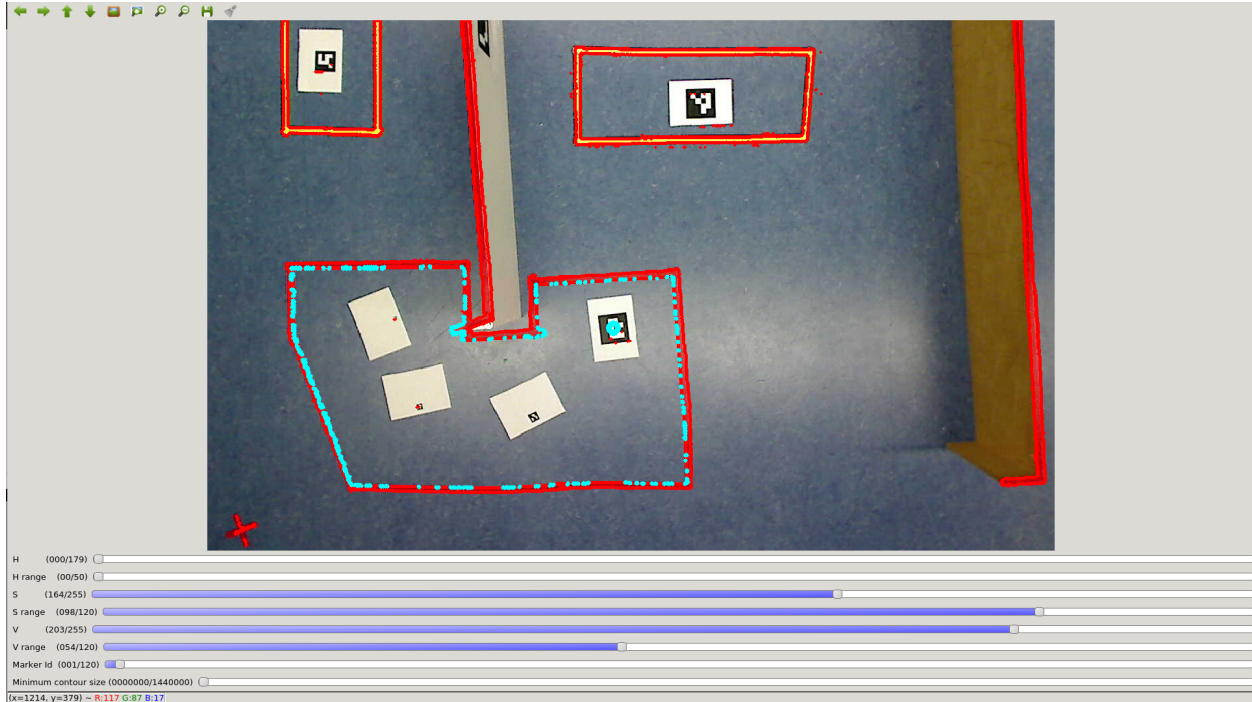 H (000/179)
H range (00/50)
S (164/255)
S range (098/120)
V (203/255)
V range (054/120)
Marker Id (001/120)
Minimum contour size (0000000/1440000)
(x=1214, y=379) ~ R:117 G:87 B:17